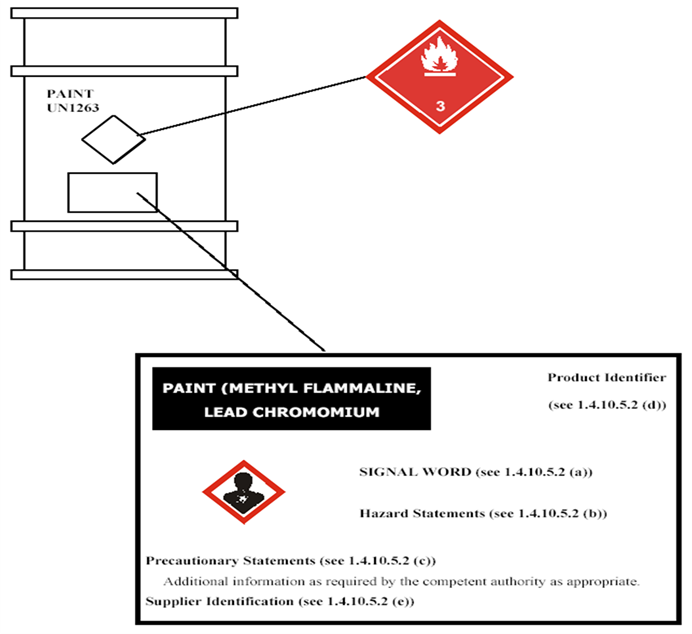 PAINT
UN1263
3
PAINT (METHYL FLAMMALINE,
LEAD CHROMOMIUM
Product Identifier
(see 1.4.10.5.2 (d))
SIGNAL WORD (see 1.4.10.5.2 (a))
Hazard Statements (see 1.4.10.5.2 (b))
Precautionary Statements (see 1.4.10.5.2 (c))
Additional information as required by the competent authority as appropriate.
Supplier Identification (see 1.4.10.5.2 (e))